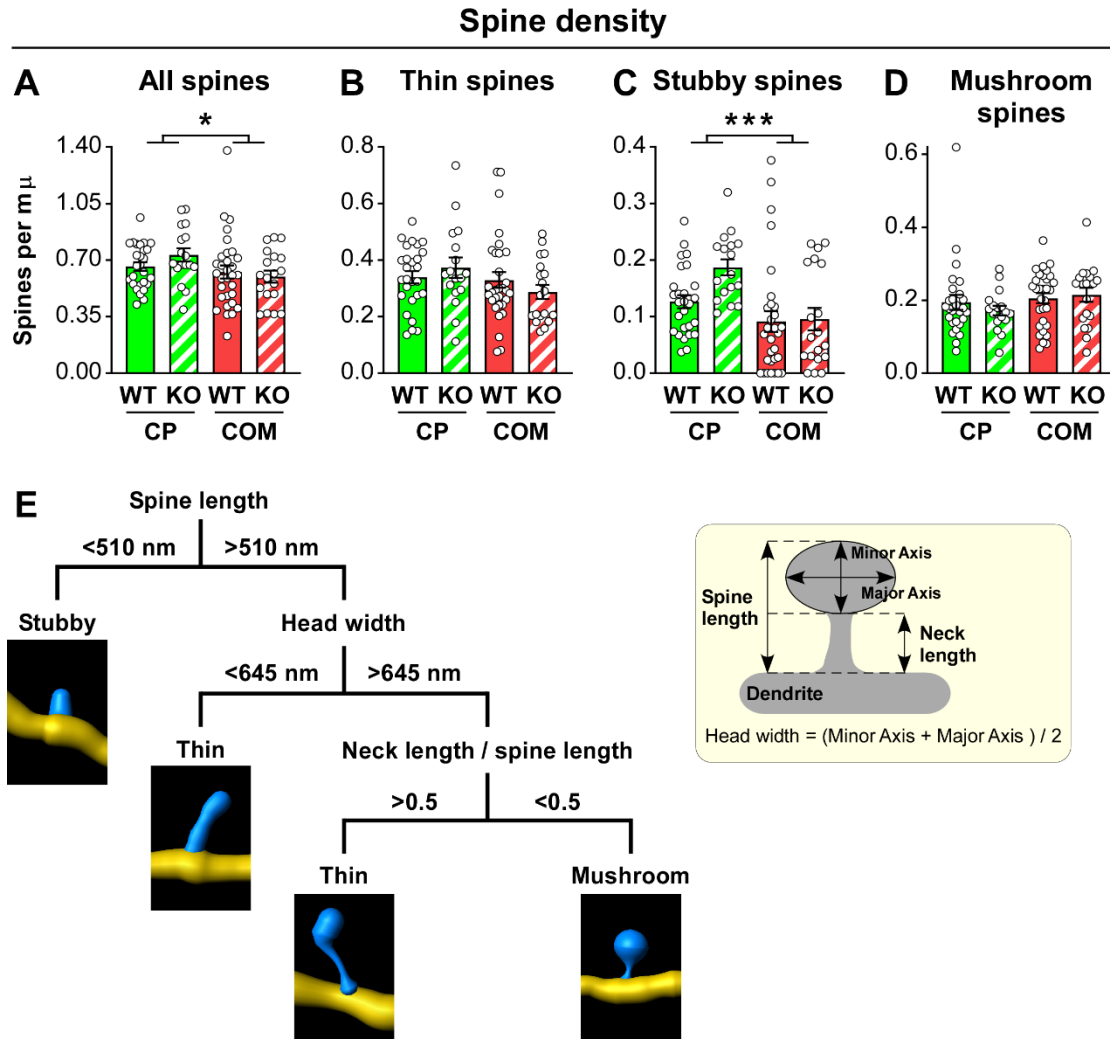 Spine density
A
All spines
B
Thin spines
C
Stubby spines
D
Mushroom
spines
Spines per m μ
1.40
1.05
0.70
0.35
0.00
*
WT KO WT KO
CP COM
0.8
0.6
0.4
0.2
0.0
WT KO WT KO
CP COM
0.4
0.3
0.2
0.1
0.0
***
WT KO WT KO
CP COM
0.6
0.4
0.2
0.0
WT KO WT KO
CP COM
E
Spine length
<510 nm >510 nm
Stubby
Head width
<645 nm >645 nm
Thin
Neck length / spine length
>0.5 <0.5
Thin
Mushroom
Minor Axis
Major Axis
Spine
length
Neck
length
Dendrite
Head width = (Minor Axis + Major Axis ) / 2